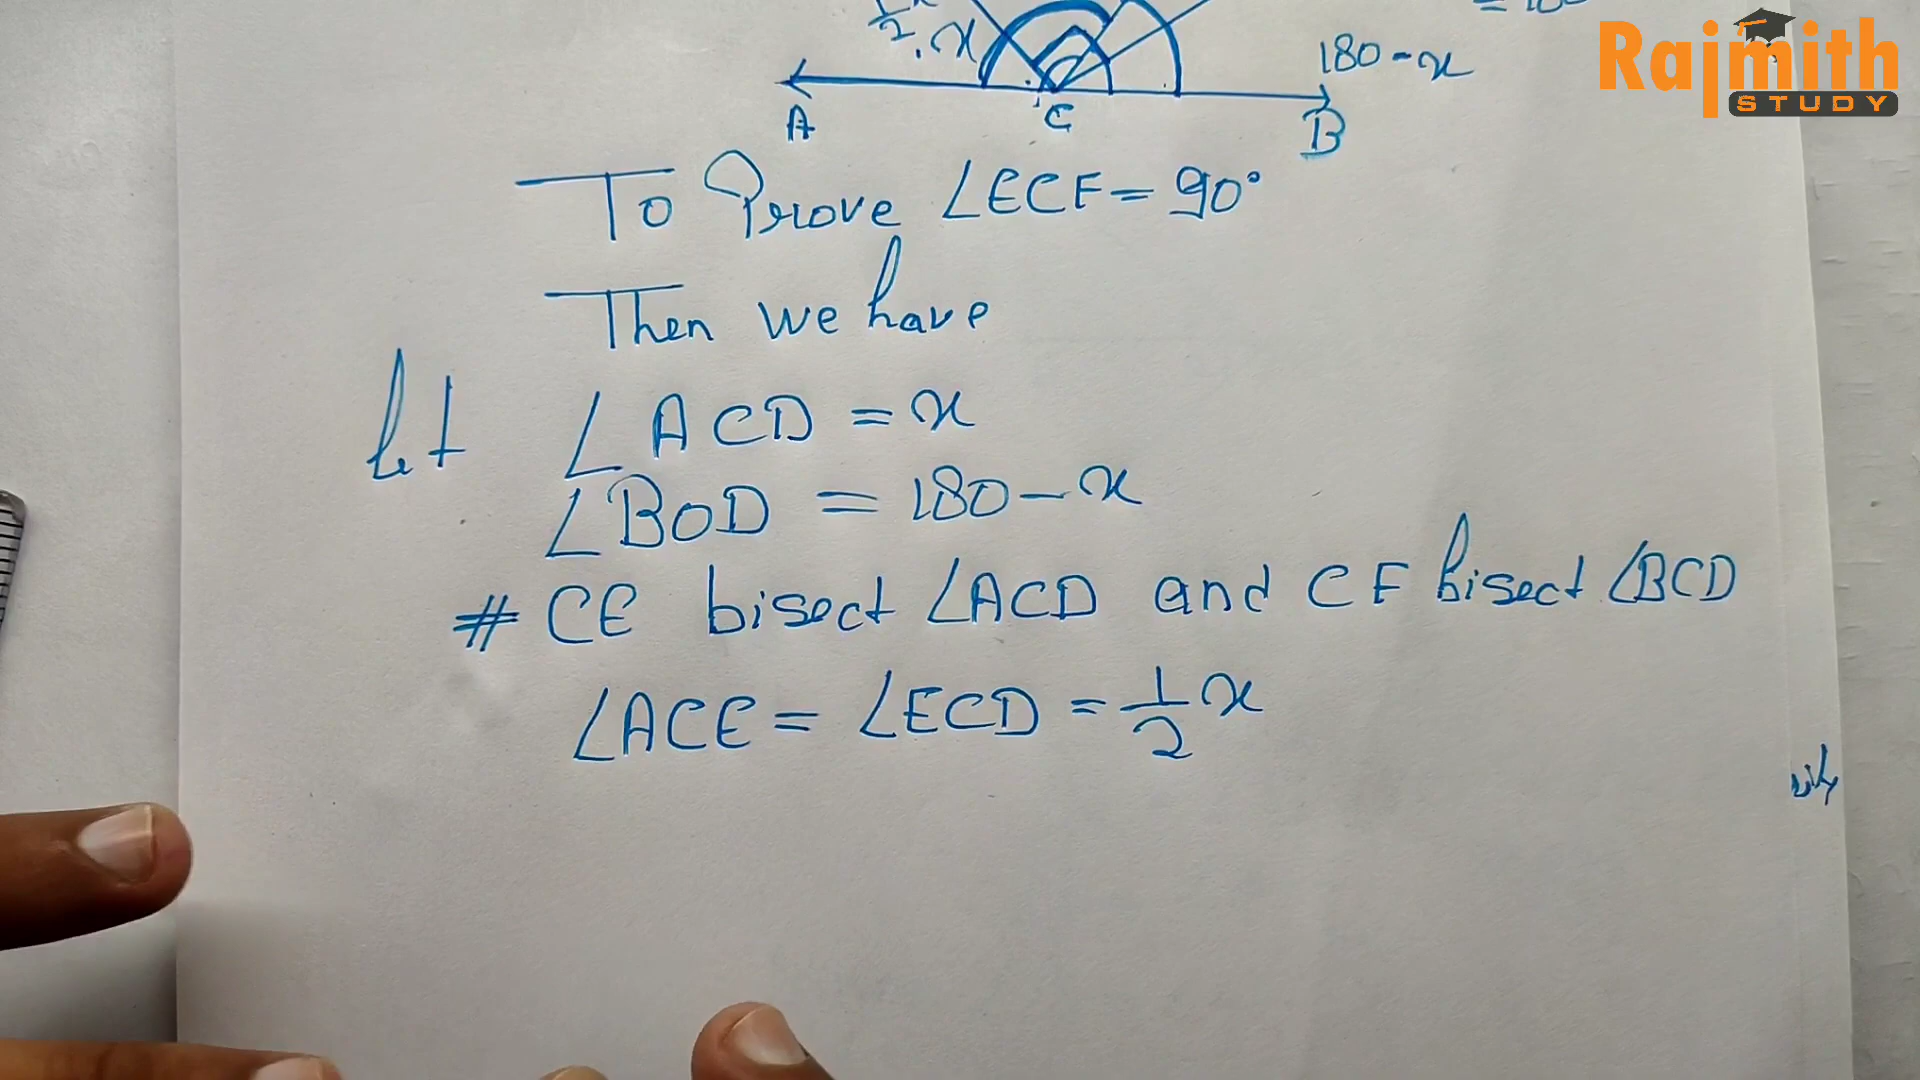 1/2 . x
180 - x
Rajmith
STUDY
A C B
To Prove ∠ECF = 90°
Then we have
let ∠ACD = x
∠BOD = 180 - x
# CE bisect ∠ACD and CF bisect ∠BCD
∠ACE = ∠ECD = 1/2 x